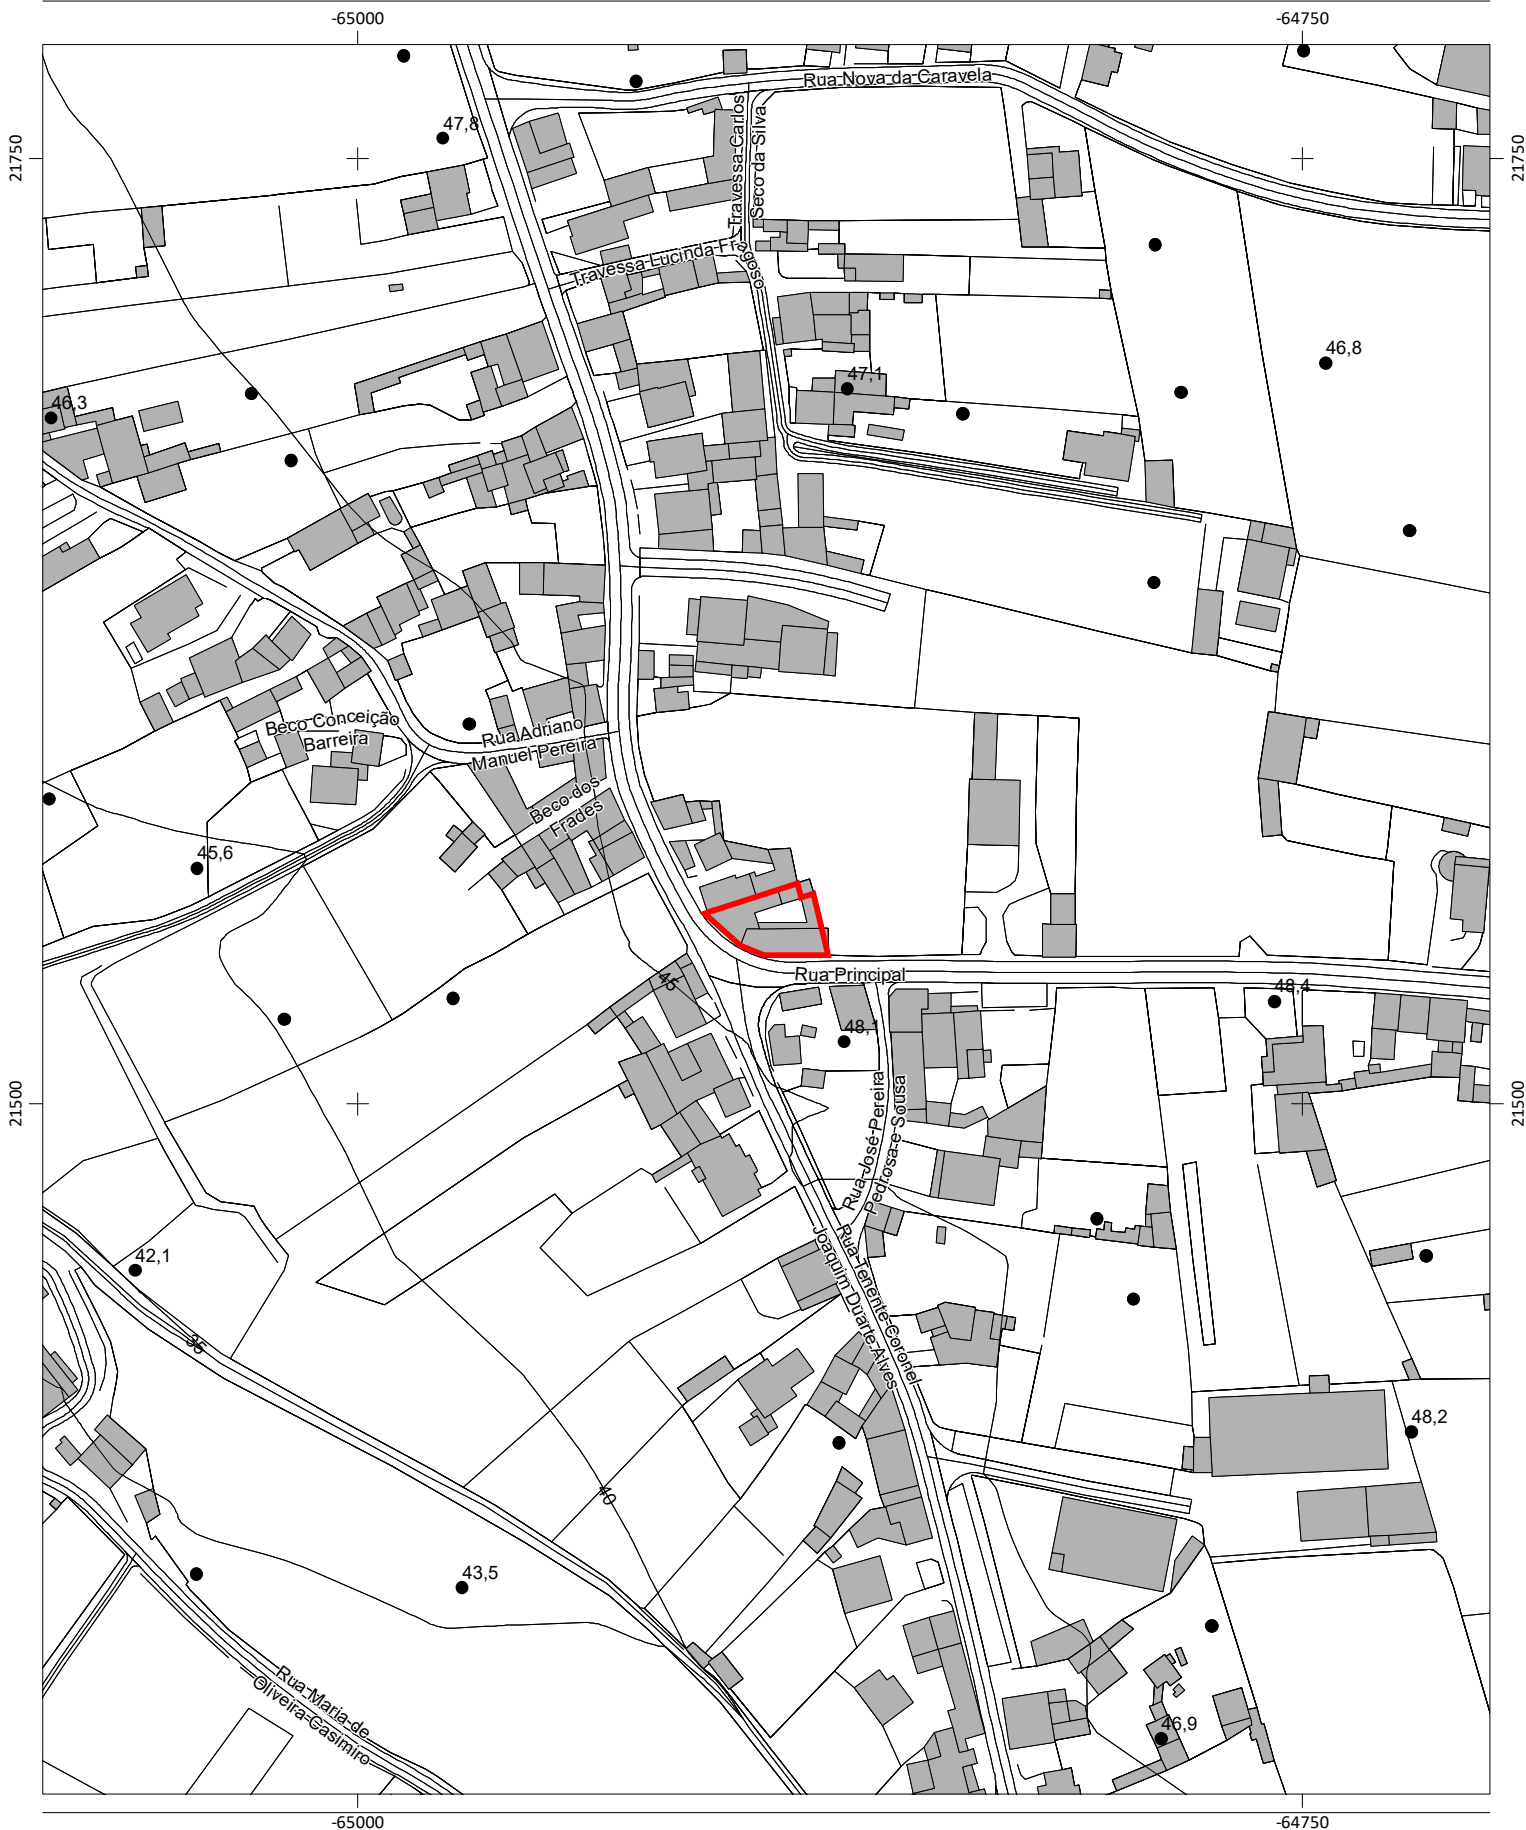 -65000
-64750
Rua Nova da Caravela
47,8
Travessa Carlos
Seco da Silva
21750
21750
Travessa Lucinda Fragoso
46,8
47,1
46,3
Beco Conceição
Barreira
Rua Adriano
Manuel Pereira
Beco dos
Frades
45,6
Rua Principal
45
48,4
48,1
Rua José Pereira
Pedrosa e Sousa
21500
21500
42,1
Rua Tenente Coronel
Joaquim Duarte Alves
35
48,2
40
43,5
Rua Maria de
Oliveira Casimiro
46,9
-65000
-64750